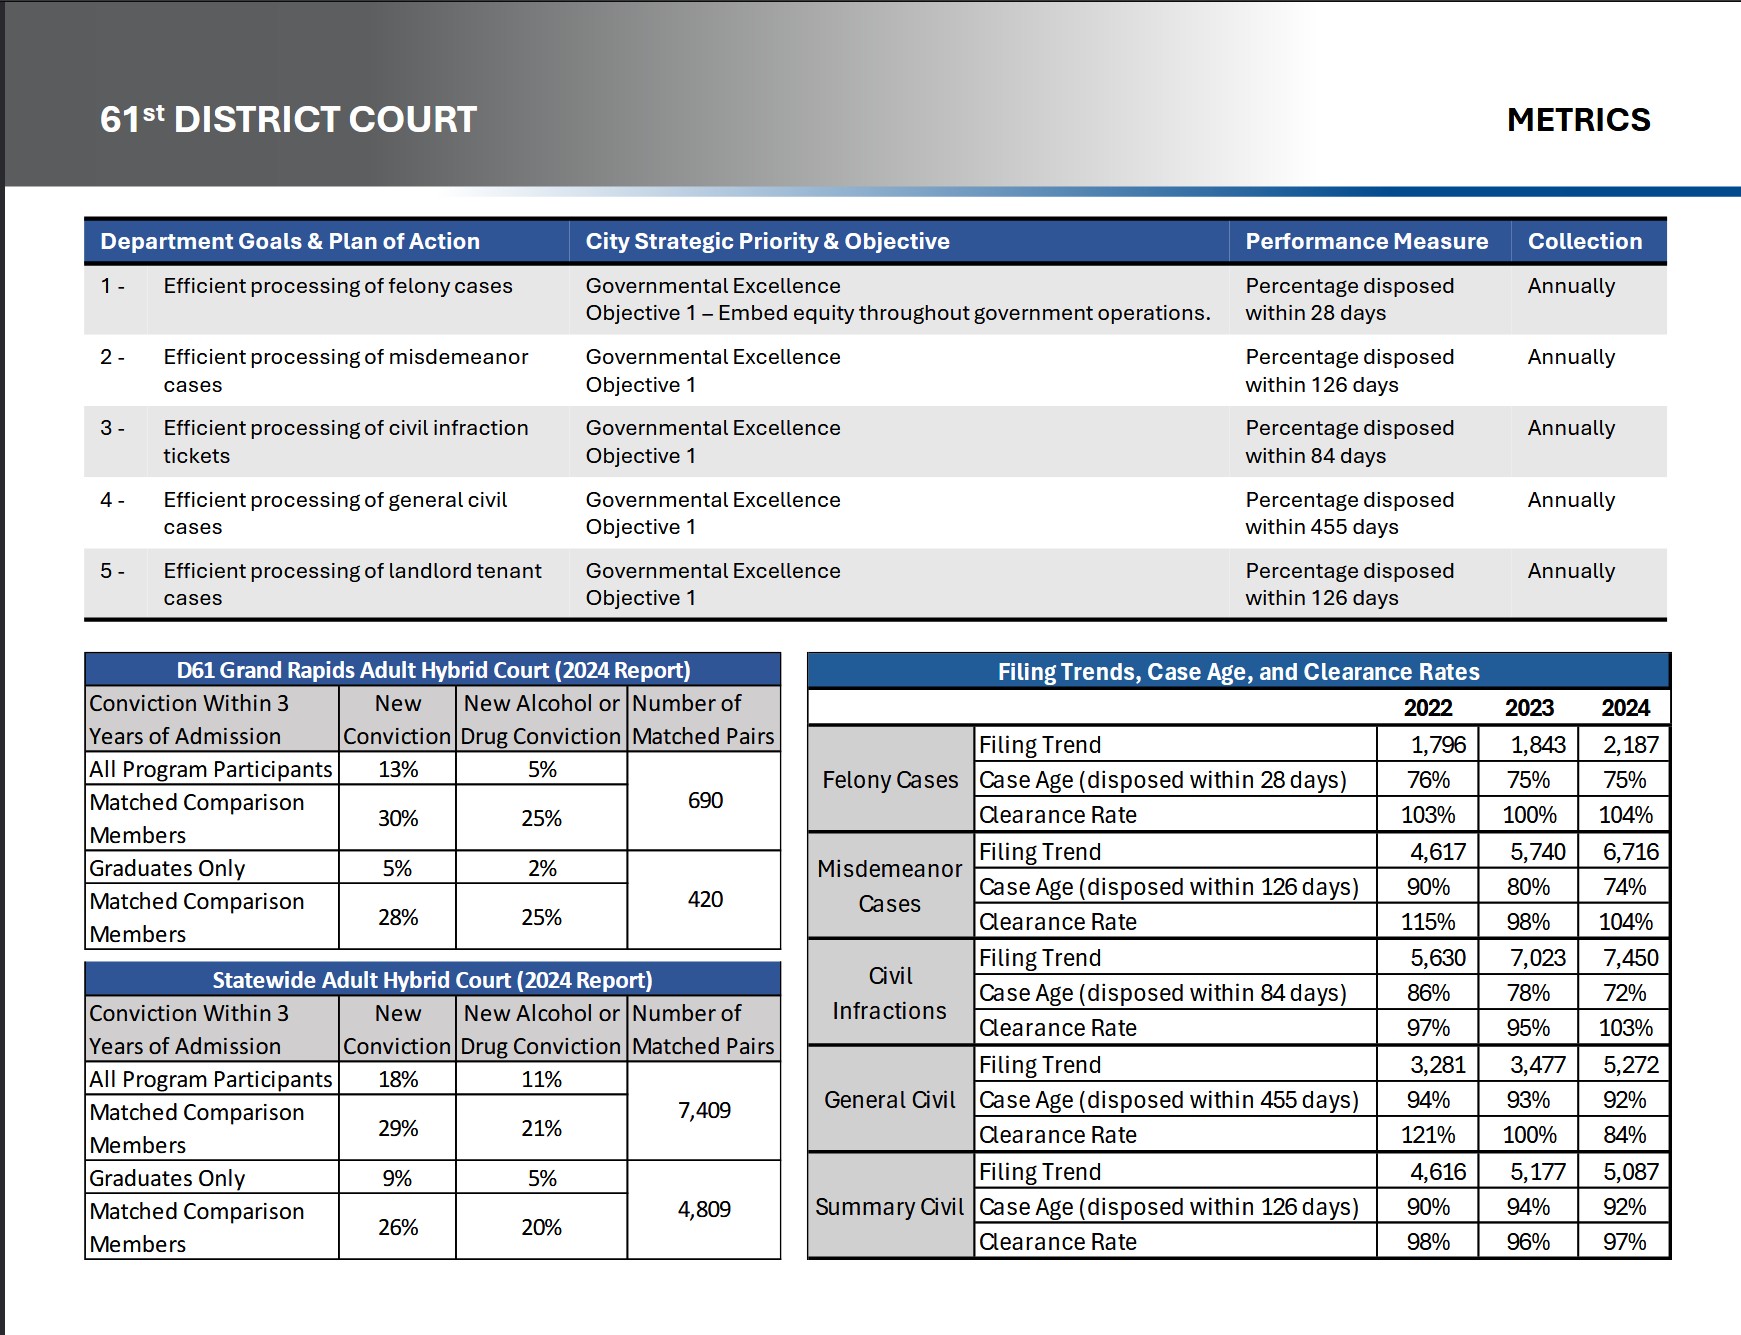 61st DISTRICT COURT
METRICS
Department Goals & Plan of Action City Strategic Priority & Objective Performance Measure Collection
1 - Efficient processing of felony cases Governmental Excellence Percentage disposed Annually
Objective 1 – Embed equity throughout government operations. within 28 days
2 - Efficient processing of misdemeanor Governmental Excellence Percentage disposed Annually
cases Objective 1 within 126 days
3 - Efficient processing of civil infraction Governmental Excellence Percentage disposed Annually
tickets Objective 1 within 84 days
4 - Efficient processing of general civil Governmental Excellence Percentage disposed Annually
cases Objective 1 within 455 days
5 - Efficient processing of landlord tenant Governmental Excellence Percentage disposed Annually
cases Objective 1 within 126 days
D61 Grand Rapids Adult Hybrid Court (2024 Report)
Conviction Within 3 New New Alcohol or Number of
Years of Admission Conviction Drug Conviction Matched Pairs
All Program Participants 13% 5%
690
Matched Comparison
Members 30% 25%
Graduates Only 5% 2%
420
Matched Comparison
Members 28% 25%
Statewide Adult Hybrid Court (2024 Report)
Conviction Within 3 New New Alcohol or Number of
Years of Admission Conviction Drug Conviction Matched Pairs
All Program Participants 18% 11%
7,409
Matched Comparison
Members 29% 21%
Graduates Only 9% 5%
4,809
Matched Comparison
Members 26% 20%
Filing Trends, Case Age, and Clearance Rates
2022 2023 2024
Felony Cases
Filing Trend 1,796 1,843 2,187
Case Age (disposed within 28 days) 76% 75% 75%
Clearance Rate 103% 100% 104%
Misdemeanor
Cases
Filing Trend 4,617 5,740 6,716
Case Age (disposed within 126 days) 90% 80% 74%
Clearance Rate 115% 98% 104%
Civil
Infractions
Filing Trend 5,630 7,023 7,450
Case Age (disposed within 84 days) 86% 78% 72%
Clearance Rate 97% 95% 103%
General Civil
Filing Trend 3,281 3,477 5,272
Case Age (disposed within 455 days) 94% 93% 92%
Clearance Rate 121% 100% 84%
Summary Civil
Filing Trend 4,616 5,177 5,087
Case Age (disposed within 126 days) 90% 94% 92%
Clearance Rate 98% 96% 97%